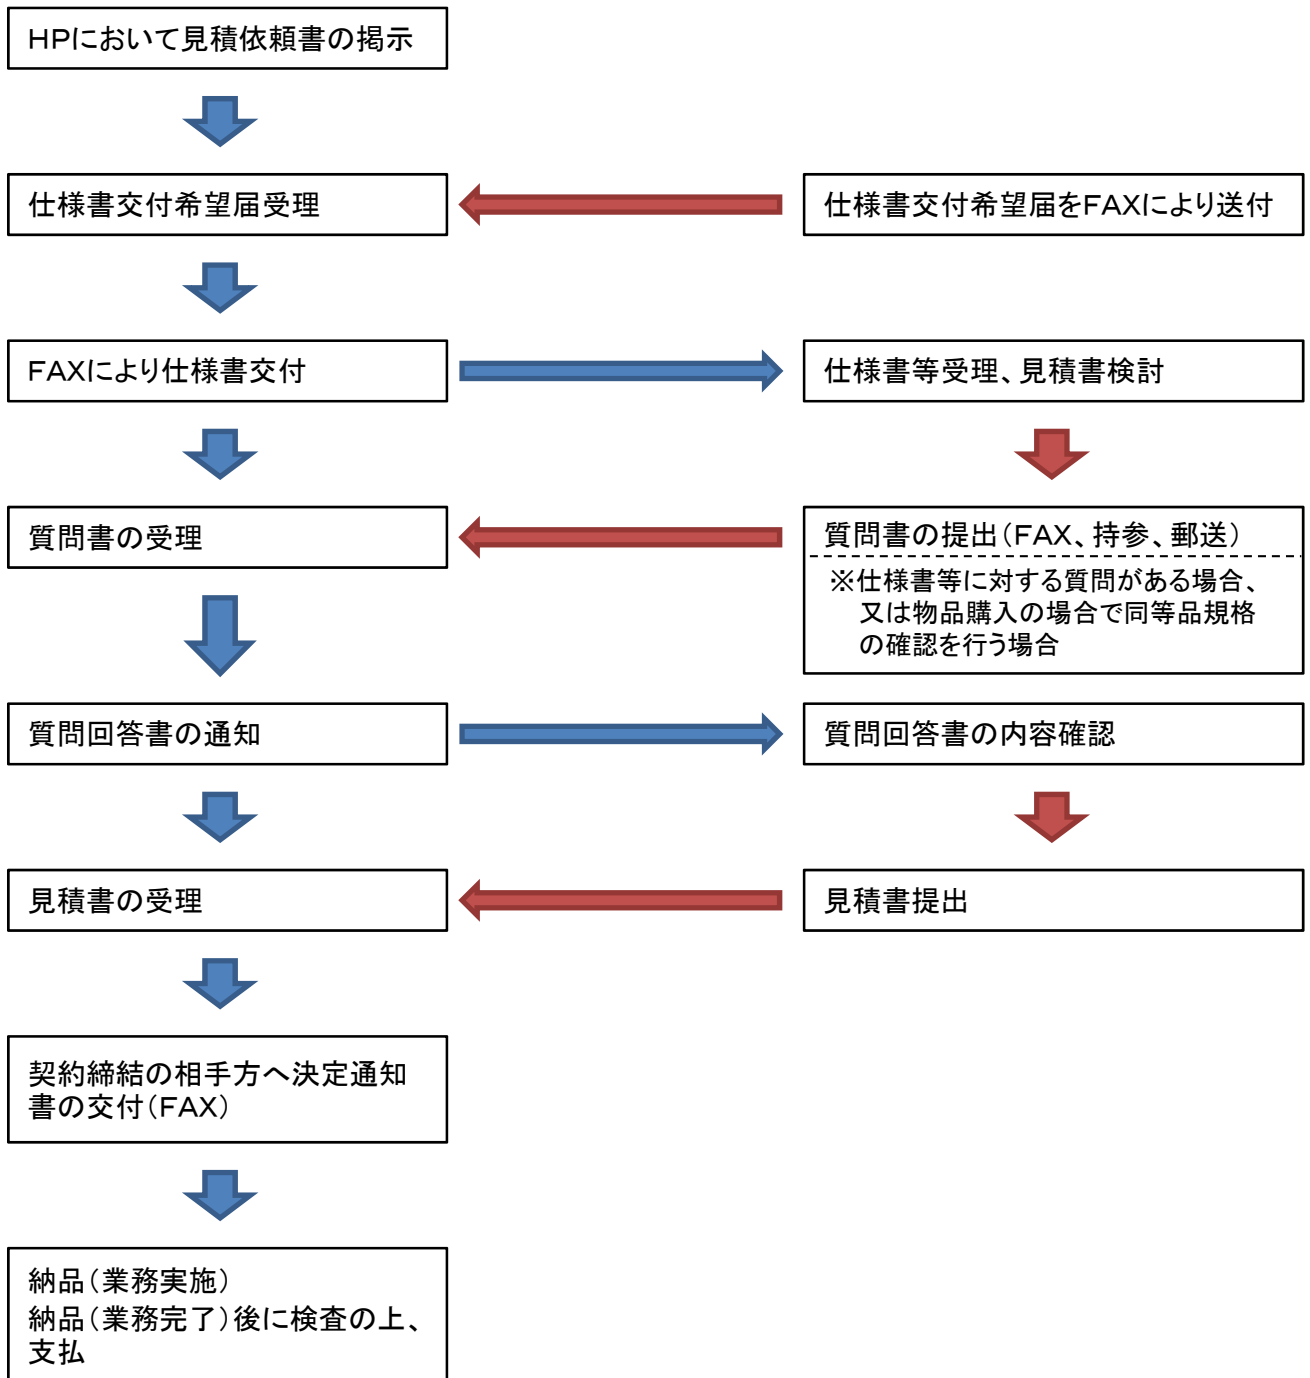 HPにおいて見積依頼書の掲示
仕様書交付希望届受理
仕様書交付希望届をFAXにより送付
FAXにより仕様書交付
仕様書等受理、見積書検討
質問書の受理
質問書の提出（FAX、持参、郵送）
※仕様書等に対する質問がある場合、
又は物品購入の場合で同等品規格
の確認を行う場合
質問回答書の通知
質問回答書の内容確認
見積書の受理
見積書提出
契約締結の相手方へ決定通知
書の交付（FAX）
納品（業務実施）
納品（業務完了）後に検査の上、
支払